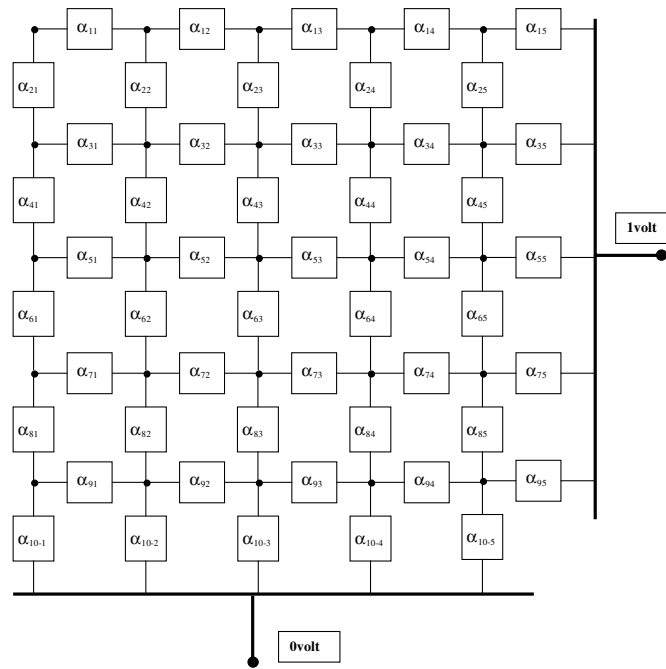 α₁₁ α₁₂ α₁₃ α₁₄ α₁₅
α₂₁ α₂₂ α₂₃ α₂₄ α₂₅
α₃₁ α₃₂ α₃₃ α₃₄ α₃₅
α₄₁ α₄₂ α₄₃ α₄₄ α₄₅
1volt
α₅₁ α₅₂ α₅₃ α₅₄ α₅₅
α₆₁ α₆₂ α₆₃ α₆₄ α₆₅
α₇₁ α₇₂ α₇₃ α₇₄ α₇₅
α₈₁ α₈₂ α₈₃ α₈₄ α₈₅
α₉₁ α₉₂ α₉₃ α₉₄ α₉₅
α₁₀₋₁ α₁₀₋₂ α₁₀₋₃ α₁₀₋₄ α₁₀₋₅
0volt